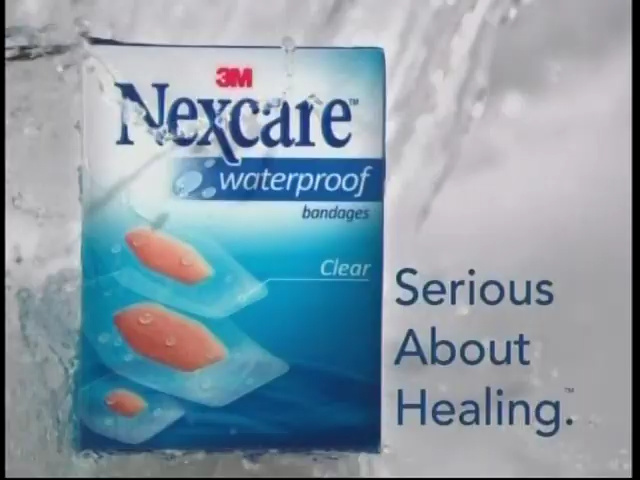 3M
Nexcare™
waterproof
bandages
Clear
Serious
About
Healing.™